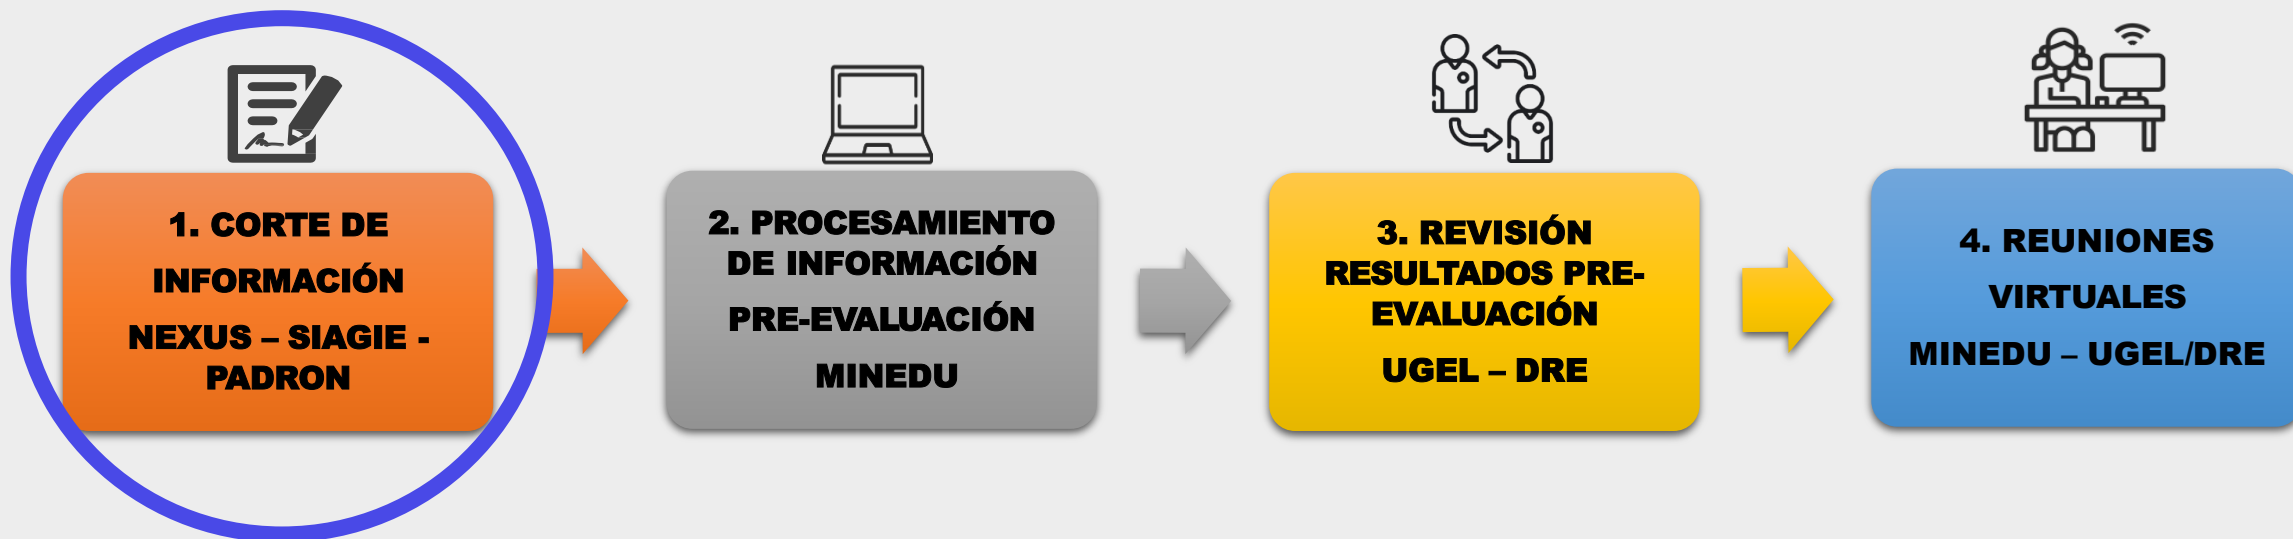 1. CORTE DE
INFORMACIÓN
NEXUS – SIAGIE -
PADRON
2. PROCESAMIENTO
DE INFORMACIÓN
PRE-EVALUACIÓN
MINEDU
3. REVISIÓN
RESULTADOS PRE-
EVALUACIÓN
UGEL – DRE
4. REUNIONES
VIRTUALES
MINEDU – UGEL/DRE